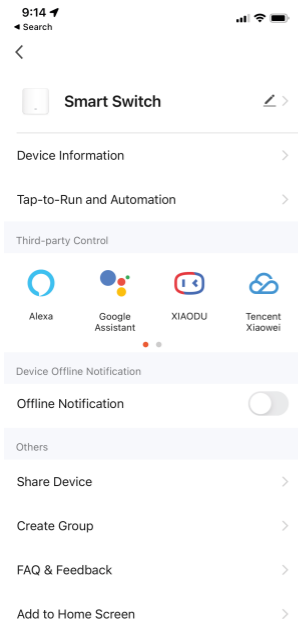 9:14
◀ Search
Smart Switch
Device Information
Tap-to-Run and Automation
Third-party Control
Alexa
Google Assistant
XIAODU
Tencent Xiaowei
Device Offline Notification
Offline Notification
Others
Share Device
Create Group
FAQ & Feedback
Add to Home Screen